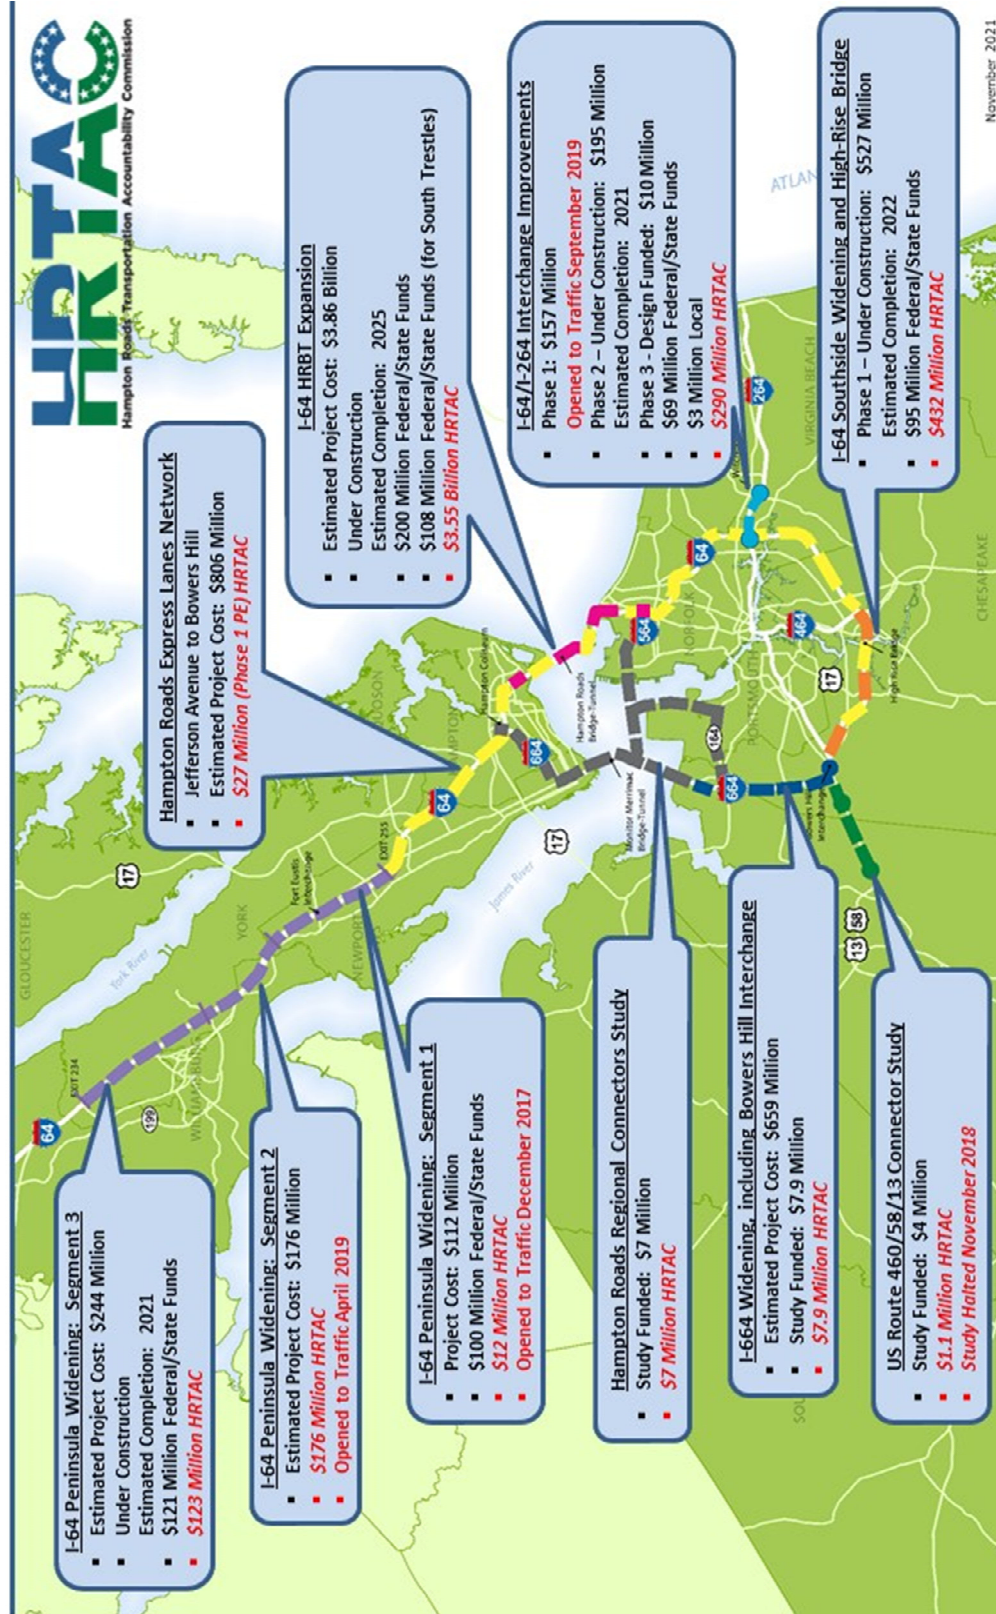 HRTAC
Hampton Roads Transportation Accountability Commission
I-64 Peninsula Widening: Segment 3
▪ Estimated Project Cost: $244 Million
▪ Under Construction
Estimated Completion: 2021
▪ $121 Million Federal/State Funds
▪ $123 Million HRTAC
I-64 Peninsula Widening: Segment 2
▪ Estimated Project Cost: $176 Million
▪ $176 Million HRTAC
▪ Opened to Traffic April 2019
I-64 Peninsula Widening: Segment 1
▪ Project Cost: $112 Million
▪ $100 Million Federal/State Funds
▪ $12 Million HRTAC
▪ Opened to Traffic December 2017
Hampton Roads Regional Connectors Study
▪ Study Funded: $7 Million
▪ $7 Million HRTAC
I-664 Widening, including Bowers Hill Interchange
▪ Estimated Project Cost: $659 Million
▪ Study Funded: $7.9 Million
▪ $7.9 Million HRTAC
US Route 460/58/13 Connector Study
▪ Study Funded: $4 Million
▪ $1.1 Million HRTAC
▪ Study Halted November 2018
Hampton Roads Express Lanes Network
▪ Jefferson Avenue to Bowers Hill
▪ Estimated Project Cost: $806 Million
▪ $27 Million (Phase 1 PE) HRTAC
I-64 HRBT Expansion
▪ Estimated Project Cost: $3.86 Billion
▪ Under Construction
Estimated Completion: 2025
▪ $200 Million Federal/State Funds
▪ $108 Million Federal/State Funds (for South Trestles)
▪ $3.55 Billion HRTAC
I-64/I-264 Interchange Improvements
▪ Phase 1: $157 Million
Opened to Traffic September 2019
▪ Phase 2 – Under Construction: $195 Million
Estimated Completion: 2021
▪ Phase 3 - Design Funded: $10 Million
▪ $69 Million Federal/State Funds
▪ $3 Million Local
▪ $290 Million HRTAC
I-64 Southside Widening and High-Rise Bridge
▪ Phase 1 – Under Construction: $527 Million
Estimated Completion: 2022
▪ $95 Million Federal/State Funds
▪ $432 Million HRTAC
GLOUCESTER
17
York River
YORK
64
EXIT 234
199
Fort Eustis
Interchange
EXIT 255
NEWPORT
64
Hampton Coliseum
664
Hampton Roads
Bridge-Tunnel
James River
17
Monitor Merrimac
Bridge-Tunnel
564
64
NORFOLK
164
PORTSMOUTH
664
464
264
VIRGINIA BEACH
17
High Rise Bridge
Interchange
13
58
CHESAPEAKE
ATLAN
November 2021